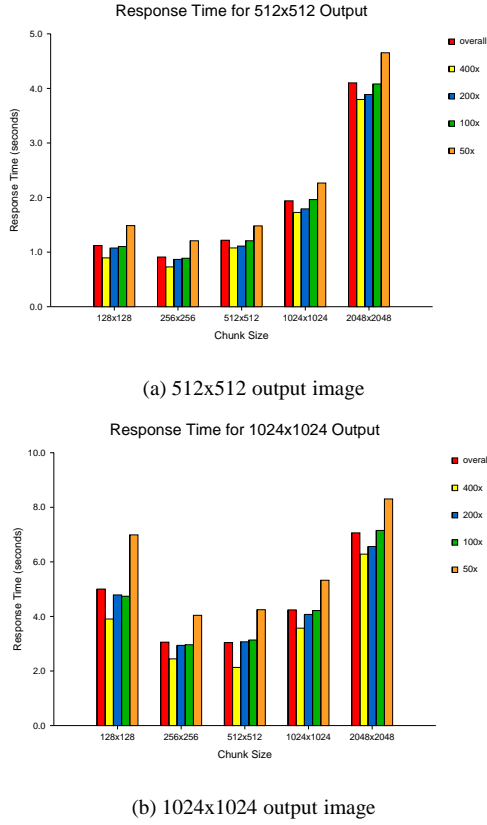 Response Time for 512x512 Output
5.0
4.0
3.0
2.0
1.0
0.0
Response Time (seconds)
128x128 256x256 512x512 1024x1024 2048x2048
Chunk Size
overall
400x
200x
100x
50x
(a) 512x512 output image
Response Time for 1024x1024 Output
10.0
8.0
6.0
4.0
2.0
0.0
Response Time (seconds)
128x128 256x256 512x512 1024x1024 2048x2048
Chunk Size
overall
400x
200x
100x
50x
(b) 1024x1024 output image